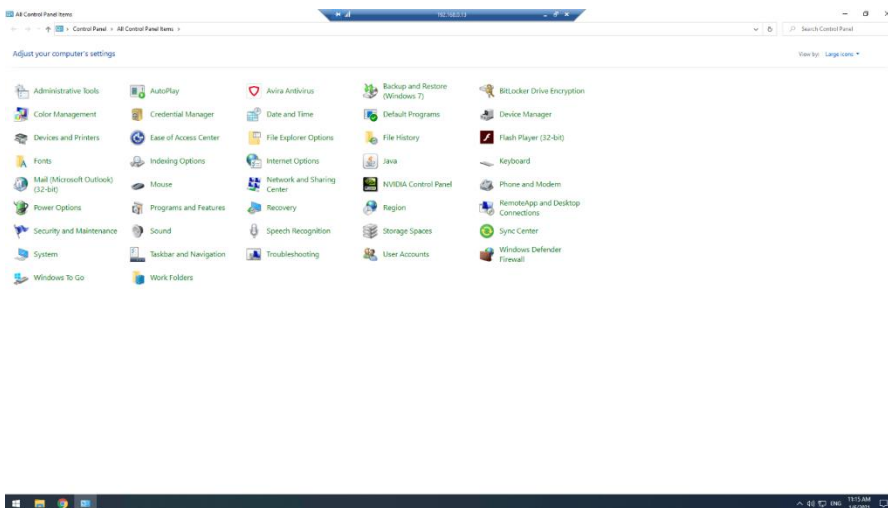 All Control Panel Items
192.168.0.13
Control Panel > All Control Panel Items >
Search Control Panel
Adjust your computer's settings
View by: Large icons
Administrative Tools
AutoPlay
Avira Antivirus
Backup and Restore
(Windows 7)
BitLocker Drive Encryption
Color Management
Credential Manager
Date and Time
Default Programs
Device Manager
Devices and Printers
Ease of Access Center
File Explorer Options
File History
Flash Player (32-bit)
Fonts
Indexing Options
Internet Options
Java
Keyboard
Mail (Microsoft Outlook)
(32-bit)
Mouse
Network and Sharing
Center
NVIDIA Control Panel
Phone and Modem
Power Options
Programs and Features
Recovery
Region
RemoteApp and Desktop
Connections
Security and Maintenance
Sound
Speech Recognition
Storage Spaces
Sync Center
System
Taskbar and Navigation
Troubleshooting
User Accounts
Windows Defender
Firewall
Windows To Go
Work Folders
ENG
11:15 AM